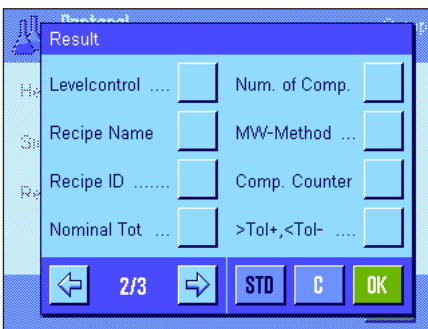 Result
Levelcontrol ....
Num. of Comp.
Recipe Name
MW-Method ...
Recipe ID .......
Comp. Counter
Nominal Tot ...
>Tol+,<Tol- ....
2/3
STD
C
OK